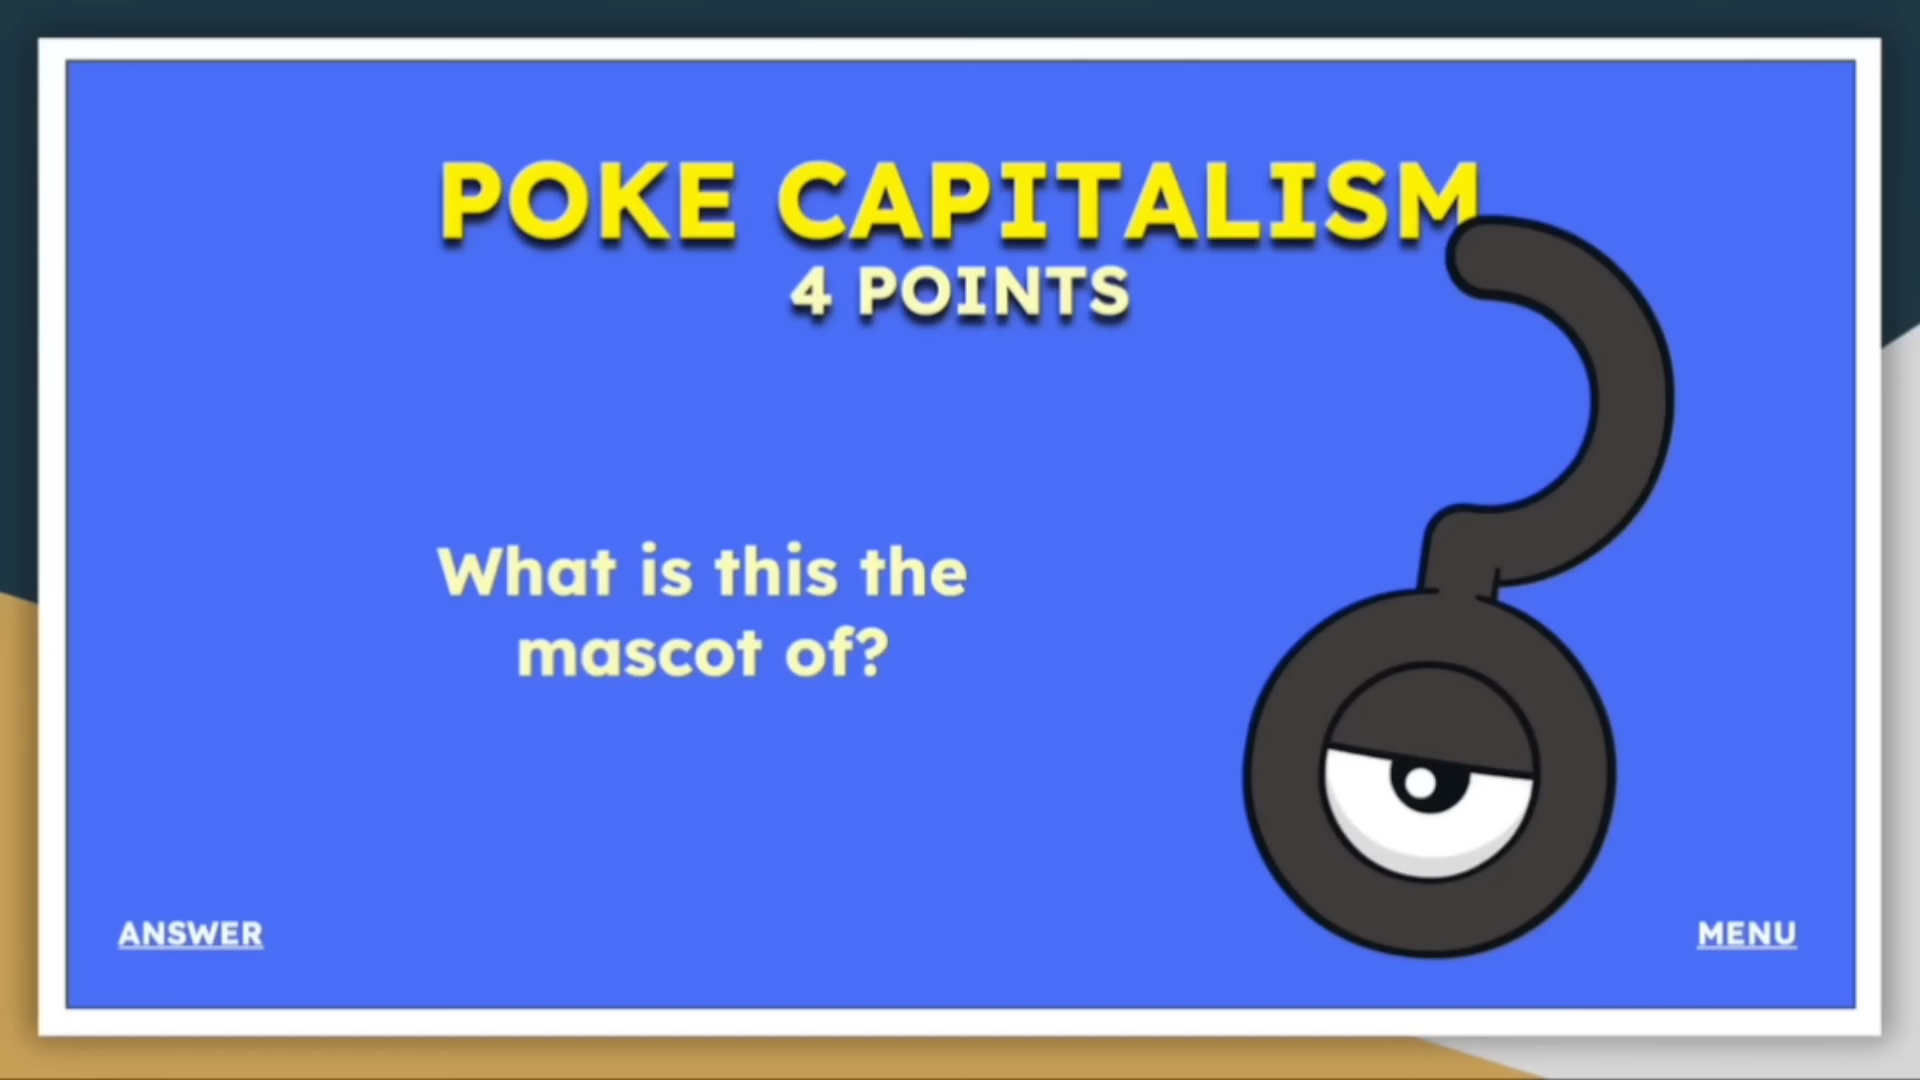 POKE CAPITALISM
4 POINTS
What is this the
mascot of?
ANSWER
MENU